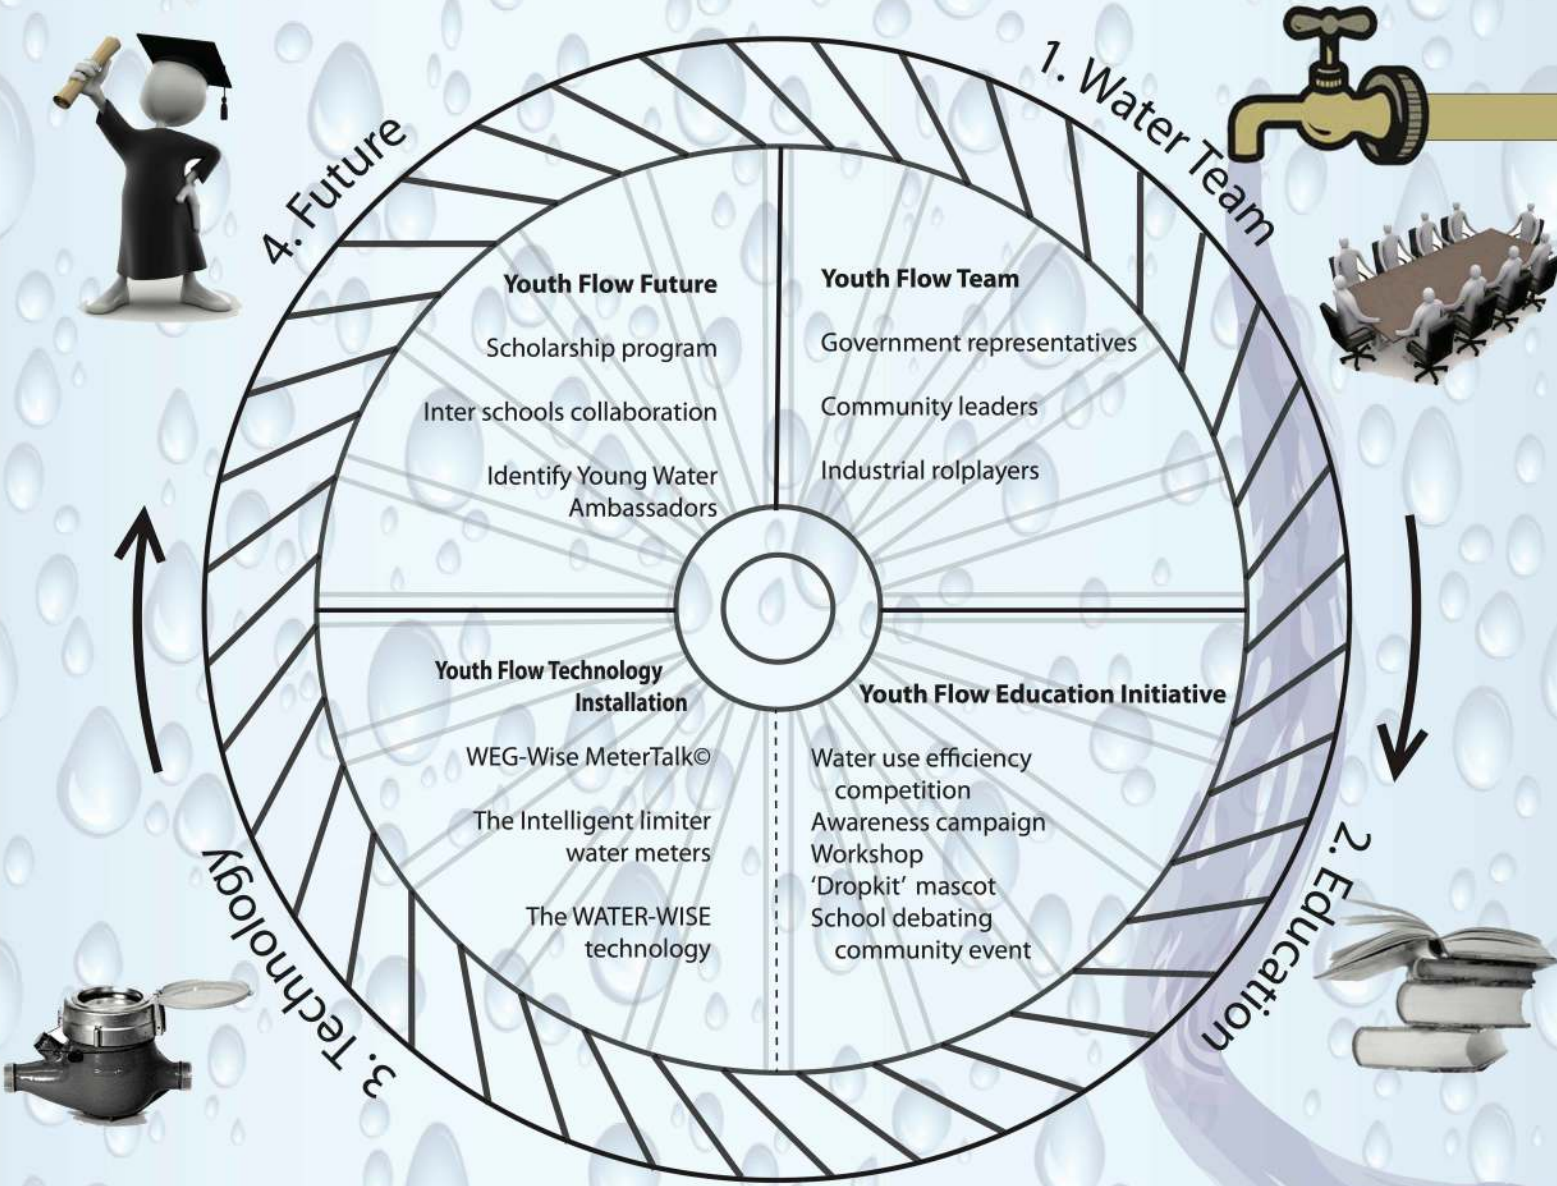 1. Water Team
Youth Flow Team
Government representatives
Community leaders
Industrial rolplayers
2. Education
Youth Flow Education Initiative
Water use efficiency
competition
Awareness campaign
Workshop
‘Dropkit’ mascot
School debating
community event
3. Technology
Youth Flow Technology
Installation
WEG-Wise MeterTalk©
The Intelligent limiter
water meters
The WATER-WISE
technology
4. Future
Youth Flow Future
Scholarship program
Inter schools collaboration
Identify Young Water
Ambassadors